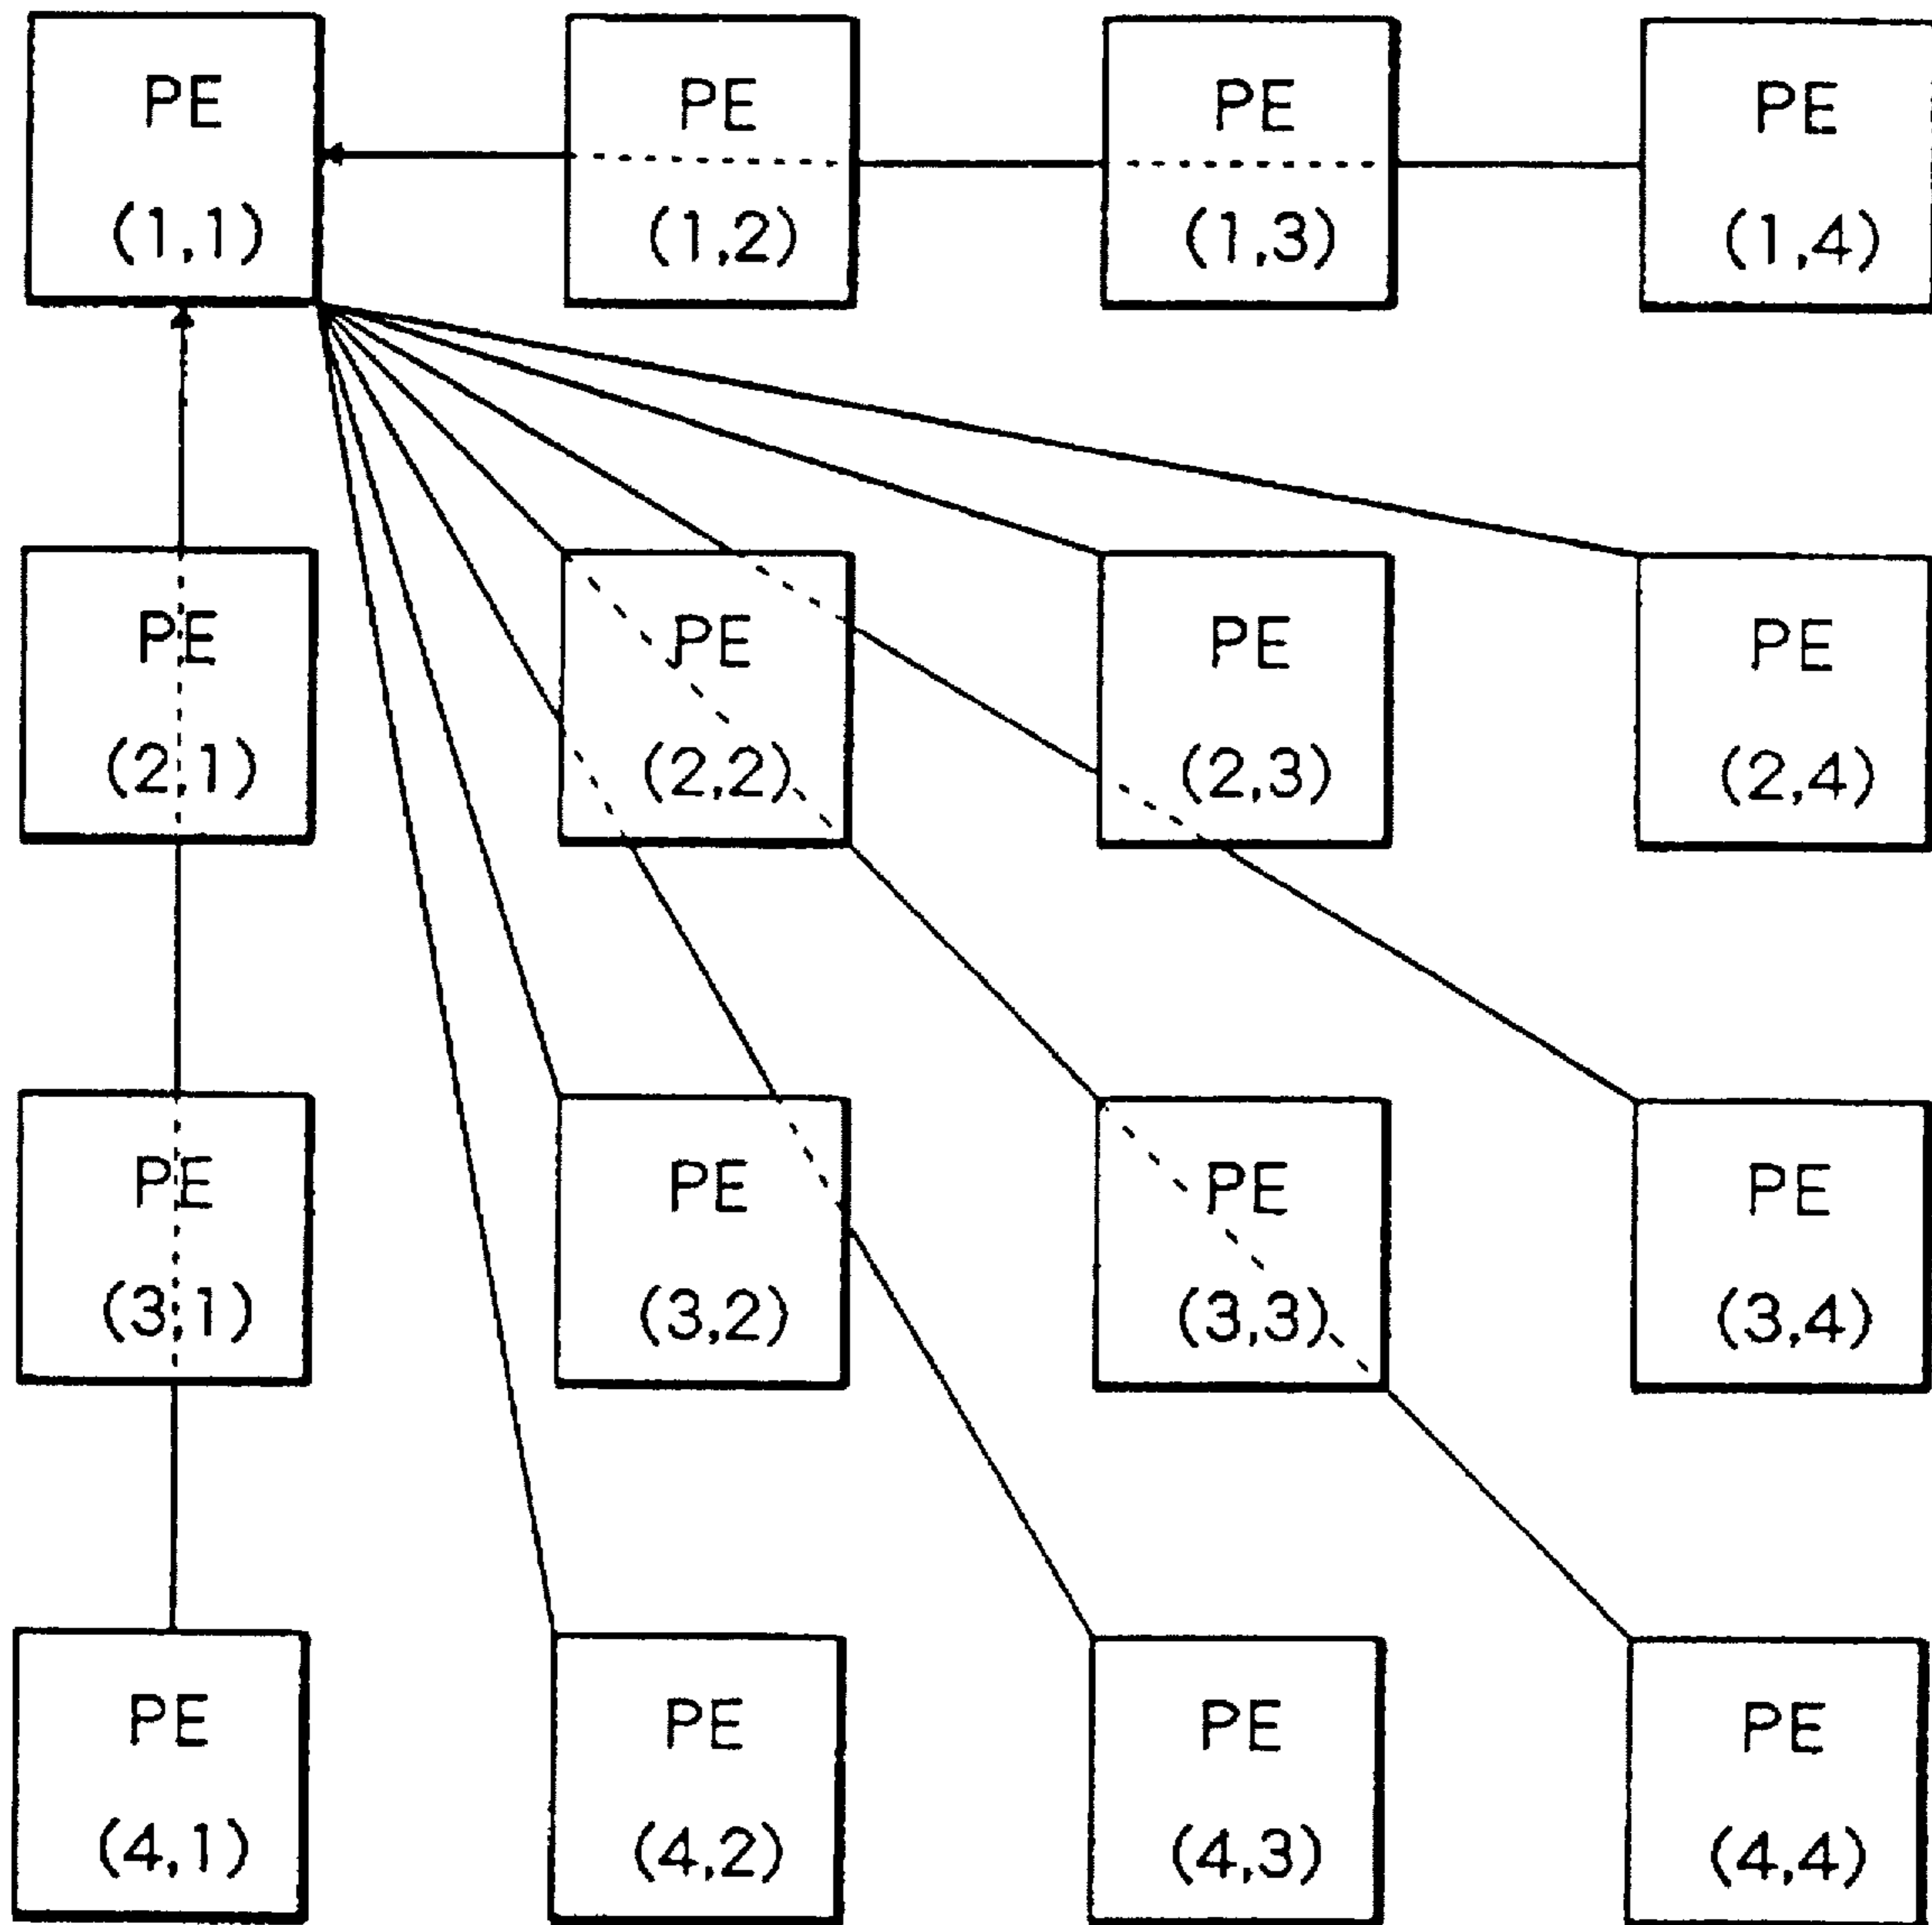 PE
(1,1)
PE
(1,2)
PE
(1,3)
PE
(1,4)
PE
(2,1)
PE
(2,2)
PE
(2,3)
PE
(2,4)
PE
(3,1)
PE
(3,2)
PE
(3,3)
PE
(3,4)
PE
(4,1)
PE
(4,2)
PE
(4,3)
PE
(4,4)